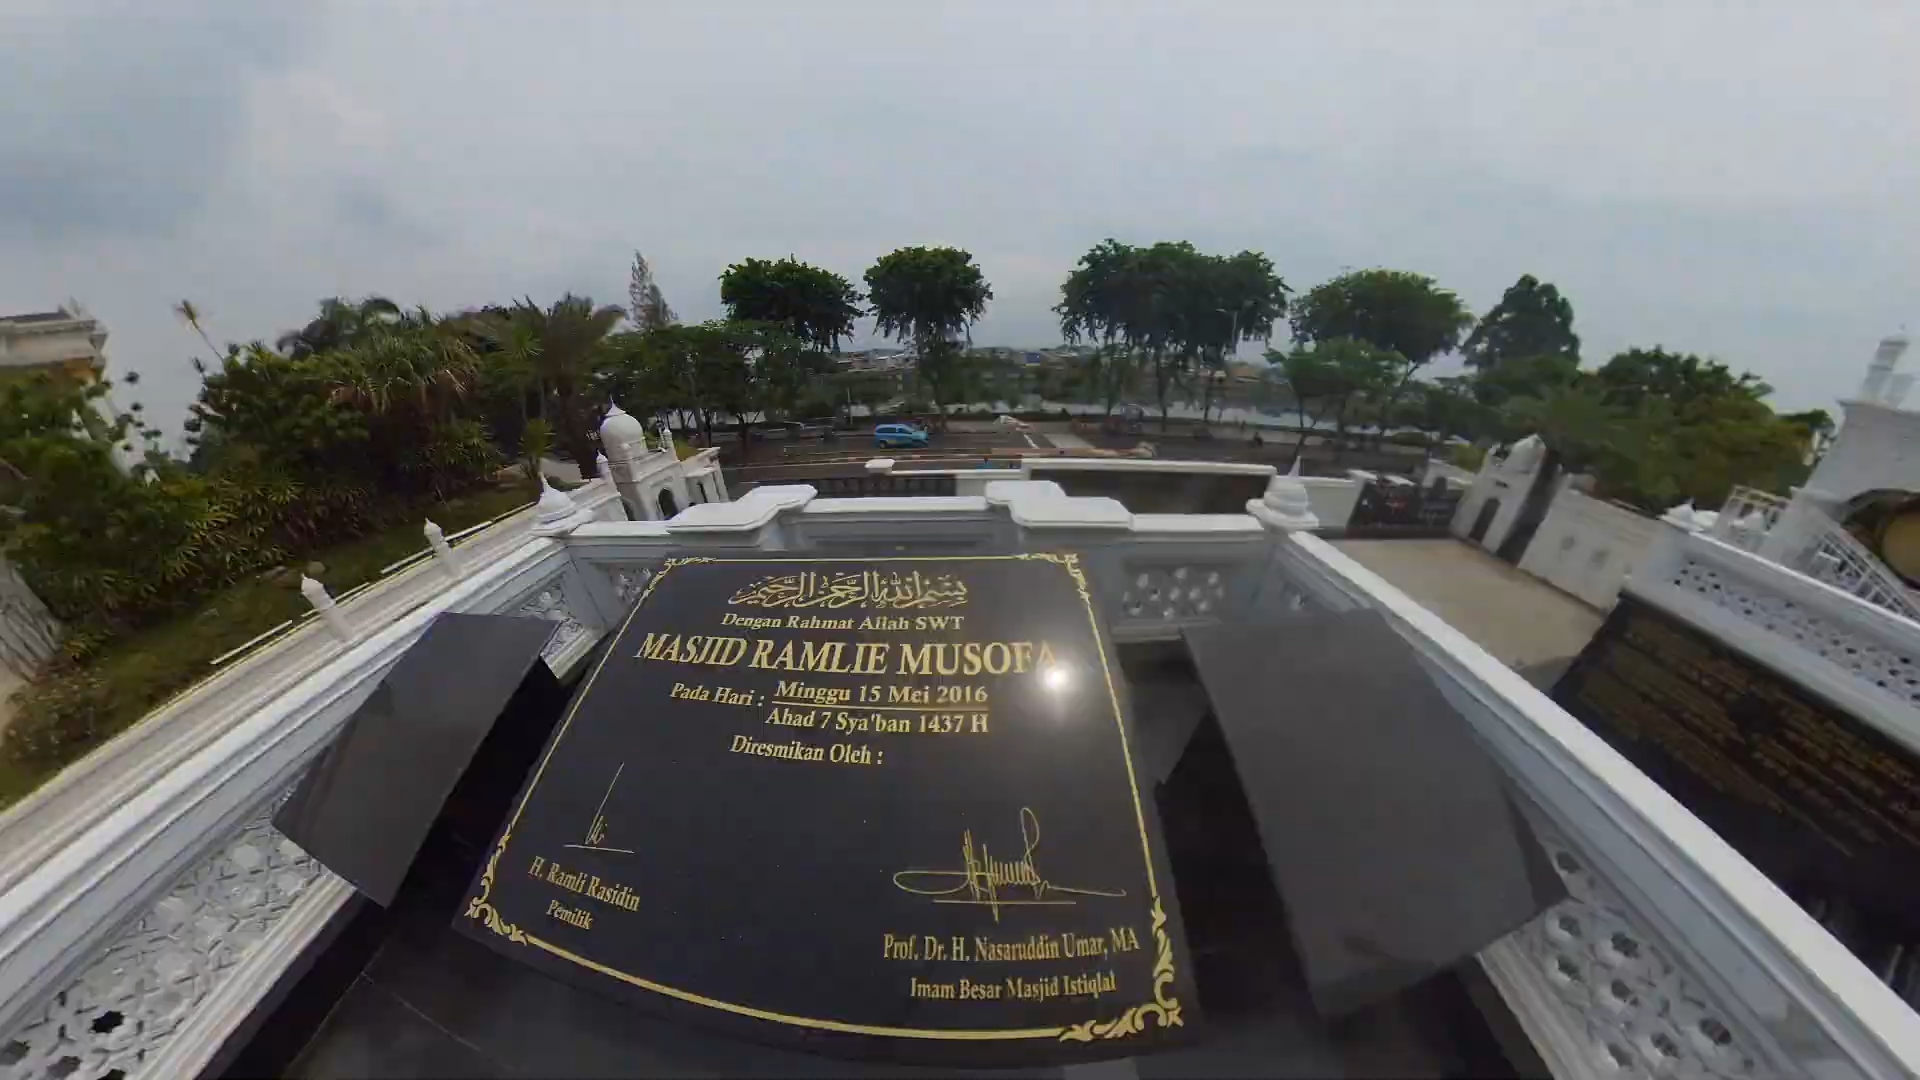 بسم الله الرحمن الرحيم
Dengan Rahmat Allah SWT
MASJID RAMLIE MUSOFA
Pada Hari : Minggu 15 Mei 2016
Ahad 7 Sya'ban 1437 H
Diresmikan Oleh :
H. Ramli Rasidin
Pemilik
Prof. Dr. H. Nasaruddin Umar, MA
Imam Besar Masjid Istiqlal